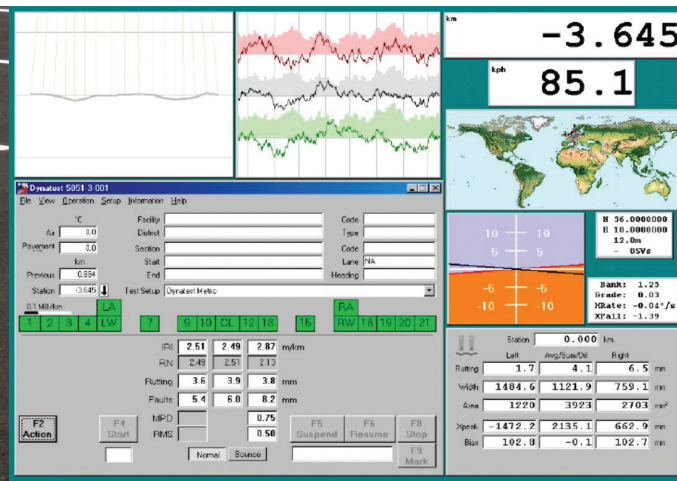 km
-3.645
kph
85.1
Dynatest 5051-3-001
File View Operation Setup Information Help
°C
Air 0.0
Pavement 0.0
km
Previous 0.894
Station -3.645
0.1 MB/km
Facility
District
Section
Start
End
Test Setup Dynatest Metric
Code
Type
Code
Lane NA
Heading
LA RA
1 2 3 4 LW 7 9 10 CL 12 13 15 RW 18 19 20 21
IRI 2.51 2.49 2.87 m/km
RN 2.49 2.51 2.13
Rutting 3.6 3.9 3.8 mm
Faults 5.4 6.0 8.2 mm
MPD 0.75
RMS 0.50
F2
Action
F4
Start
F5
Suspend
F6
Resume
F8
Stop
Normal Bounce
F9
Mark
10 10
5 5
-5 -5
-10 -10
N 56.0000000
E 10.0000000
12.0m
- 0SVs
Bank: 1.25
Grade: 0.03
HRate: -0.04°/s
XFall: -1.39
Station 0.000 km
Left Avg/Sum/Dif Right
Rutting 1.7 4.1 6.5 mm
Width 1484.6 1121.9 759.1 mm
Area 1220 3923 2703 mm²
Xpeak -1472.2 2135.1 662.9 mm
Bias 102.8 -0.1 102.7 mm